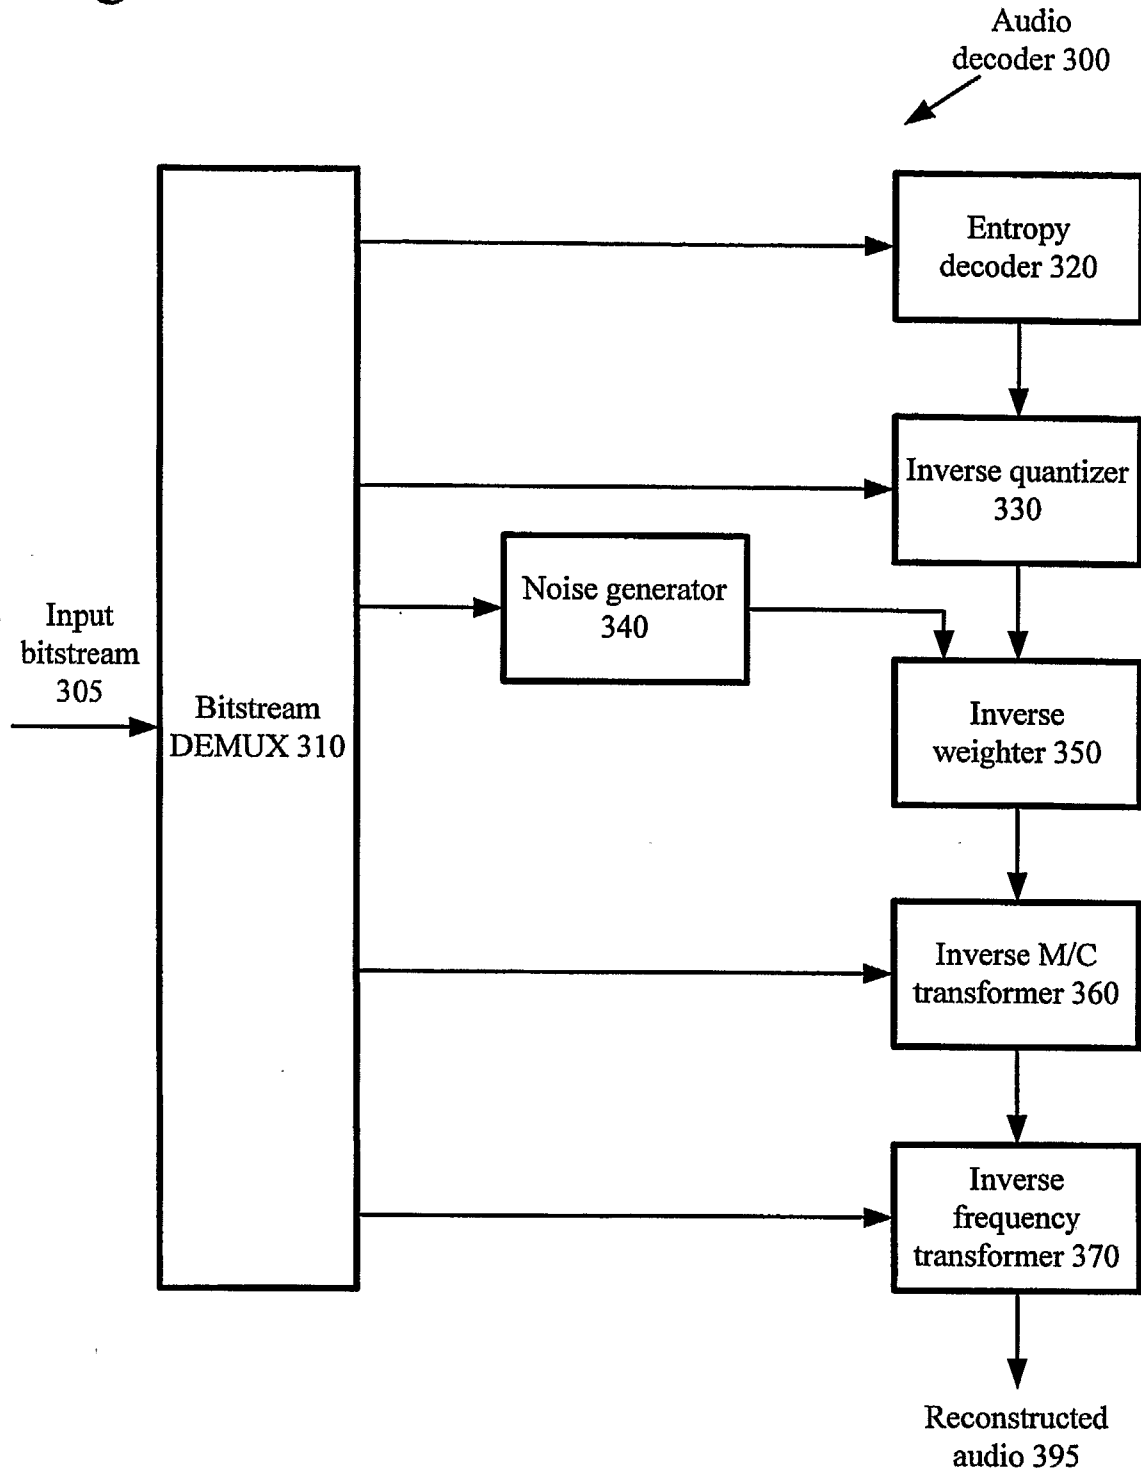 Audio
decoder 300
Entropy
decoder 320
Inverse quantizer
330
Noise generator
340
Input
bitstream
305
Bitstream
DEMUX 310
Inverse
weighter 350
Inverse M/C
transformer 360
Inverse
frequency
transformer 370
Reconstructed
audio 395